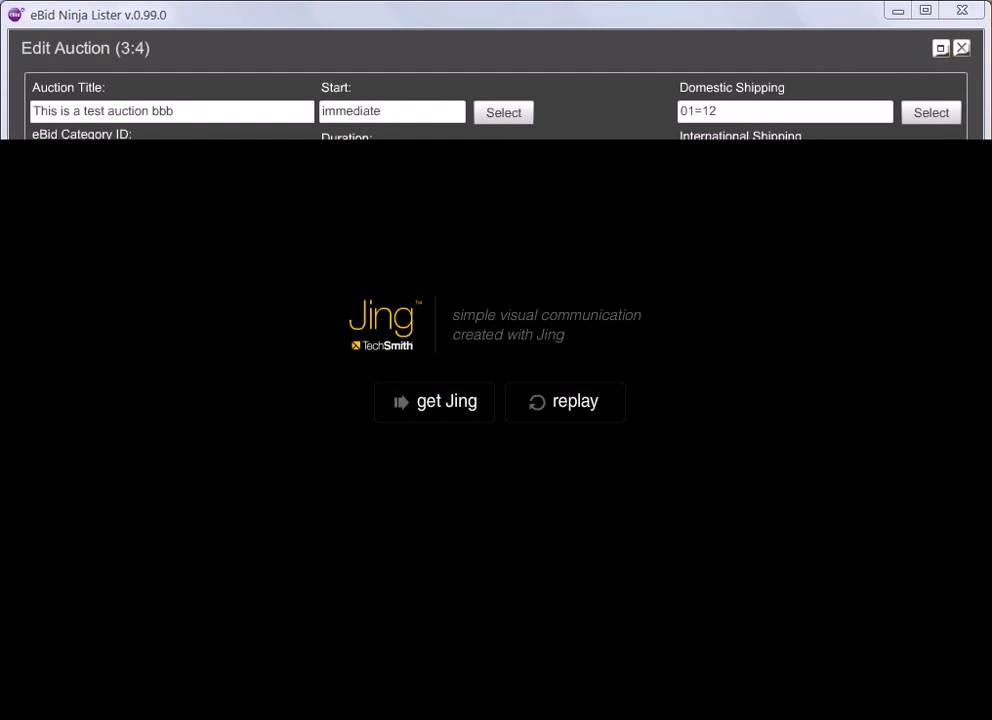 eBid Ninja Lister v.0.99.0
Edit Auction (3:4)
Auction Title: Start: Domestic Shipping
This is a test auction bbb immediate Select 01=12 Select
eBid Category ID: Duration: International Shipping
Jing™
TechSmith
simple visual communication
created with Jing
get Jing replay